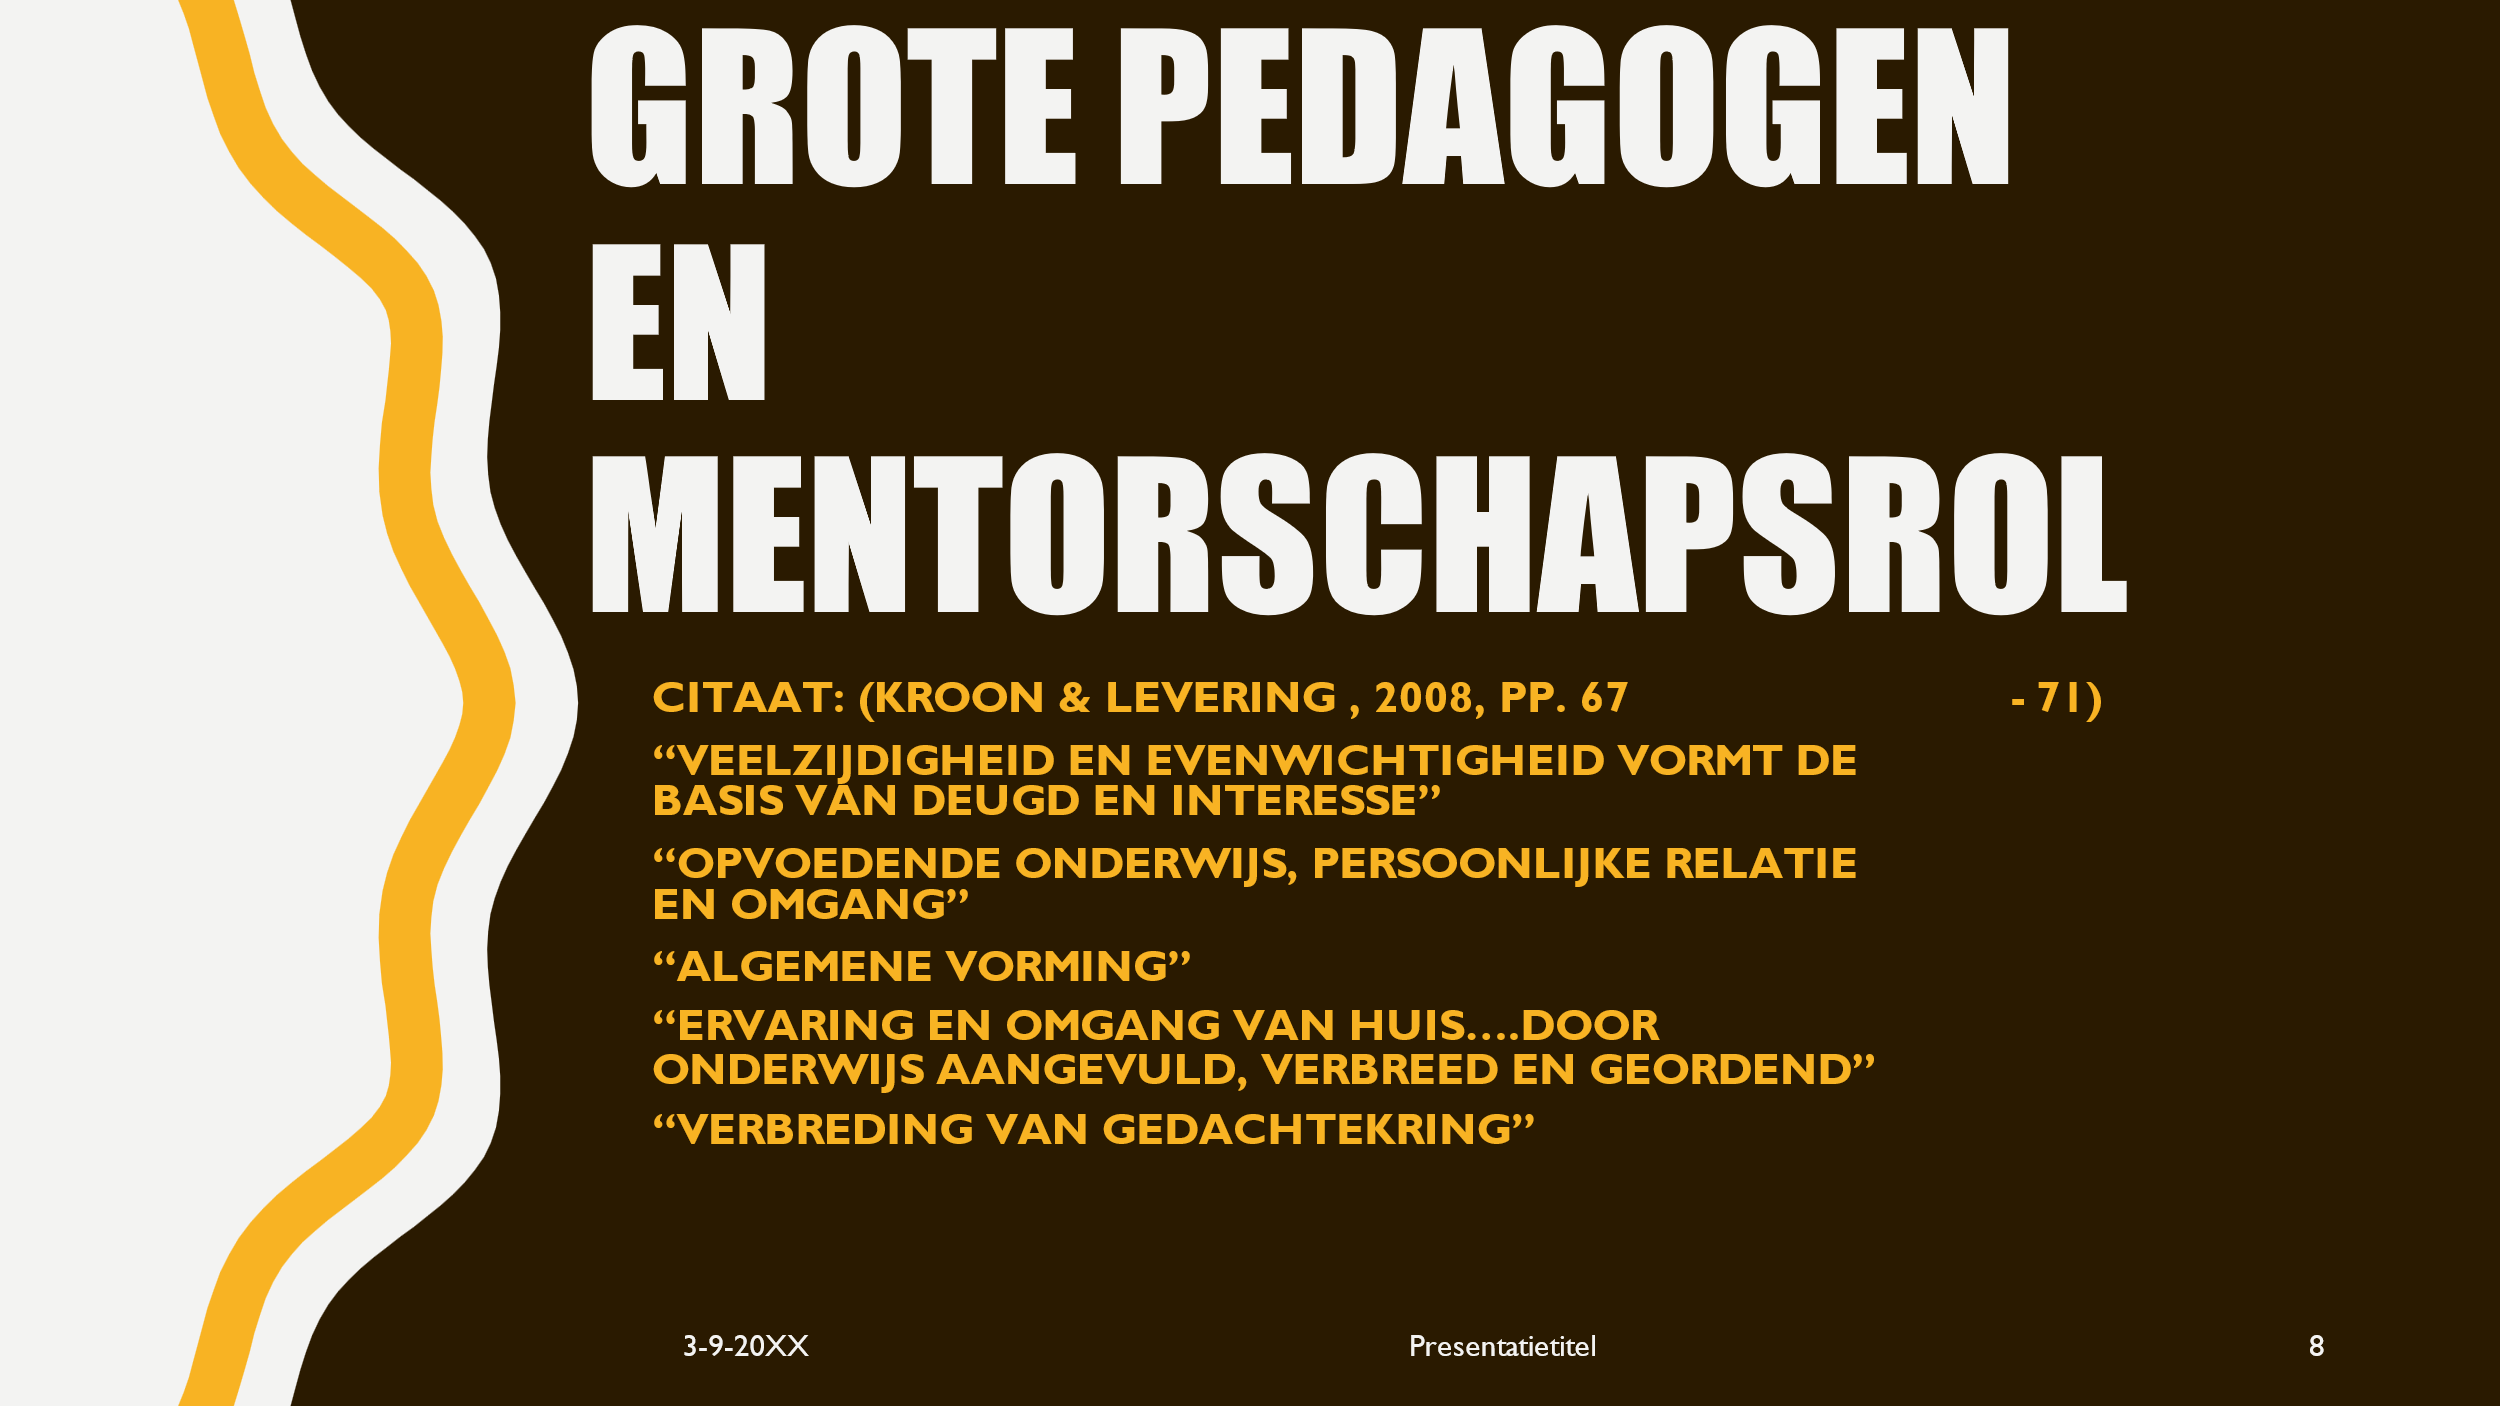 GROTE PEDAGOGEN
EN
MENTORSCHAPSROL
CITAAT: (KROON & LEVERING , 2008, PP. 67 - 71)
“VEELZIJDIGHEID EN EVENWICHTIGHEID VORMT DE
BASIS VAN DEUGD EN INTERESSE”
“OPVOEDENDE ONDERWIJS, PERSOONLIJKE RELATIE
EN OMGANG”
“ALGEMENE VORMING”
“ERVARING EN OMGANG VAN HUIS....DOOR
ONDERWIJS AANGEVULD, VERBREED EN GEORDEND”
“VERBREDING VAN GEDACHTEKRING”
3-9-20XX Presentatietitel 8